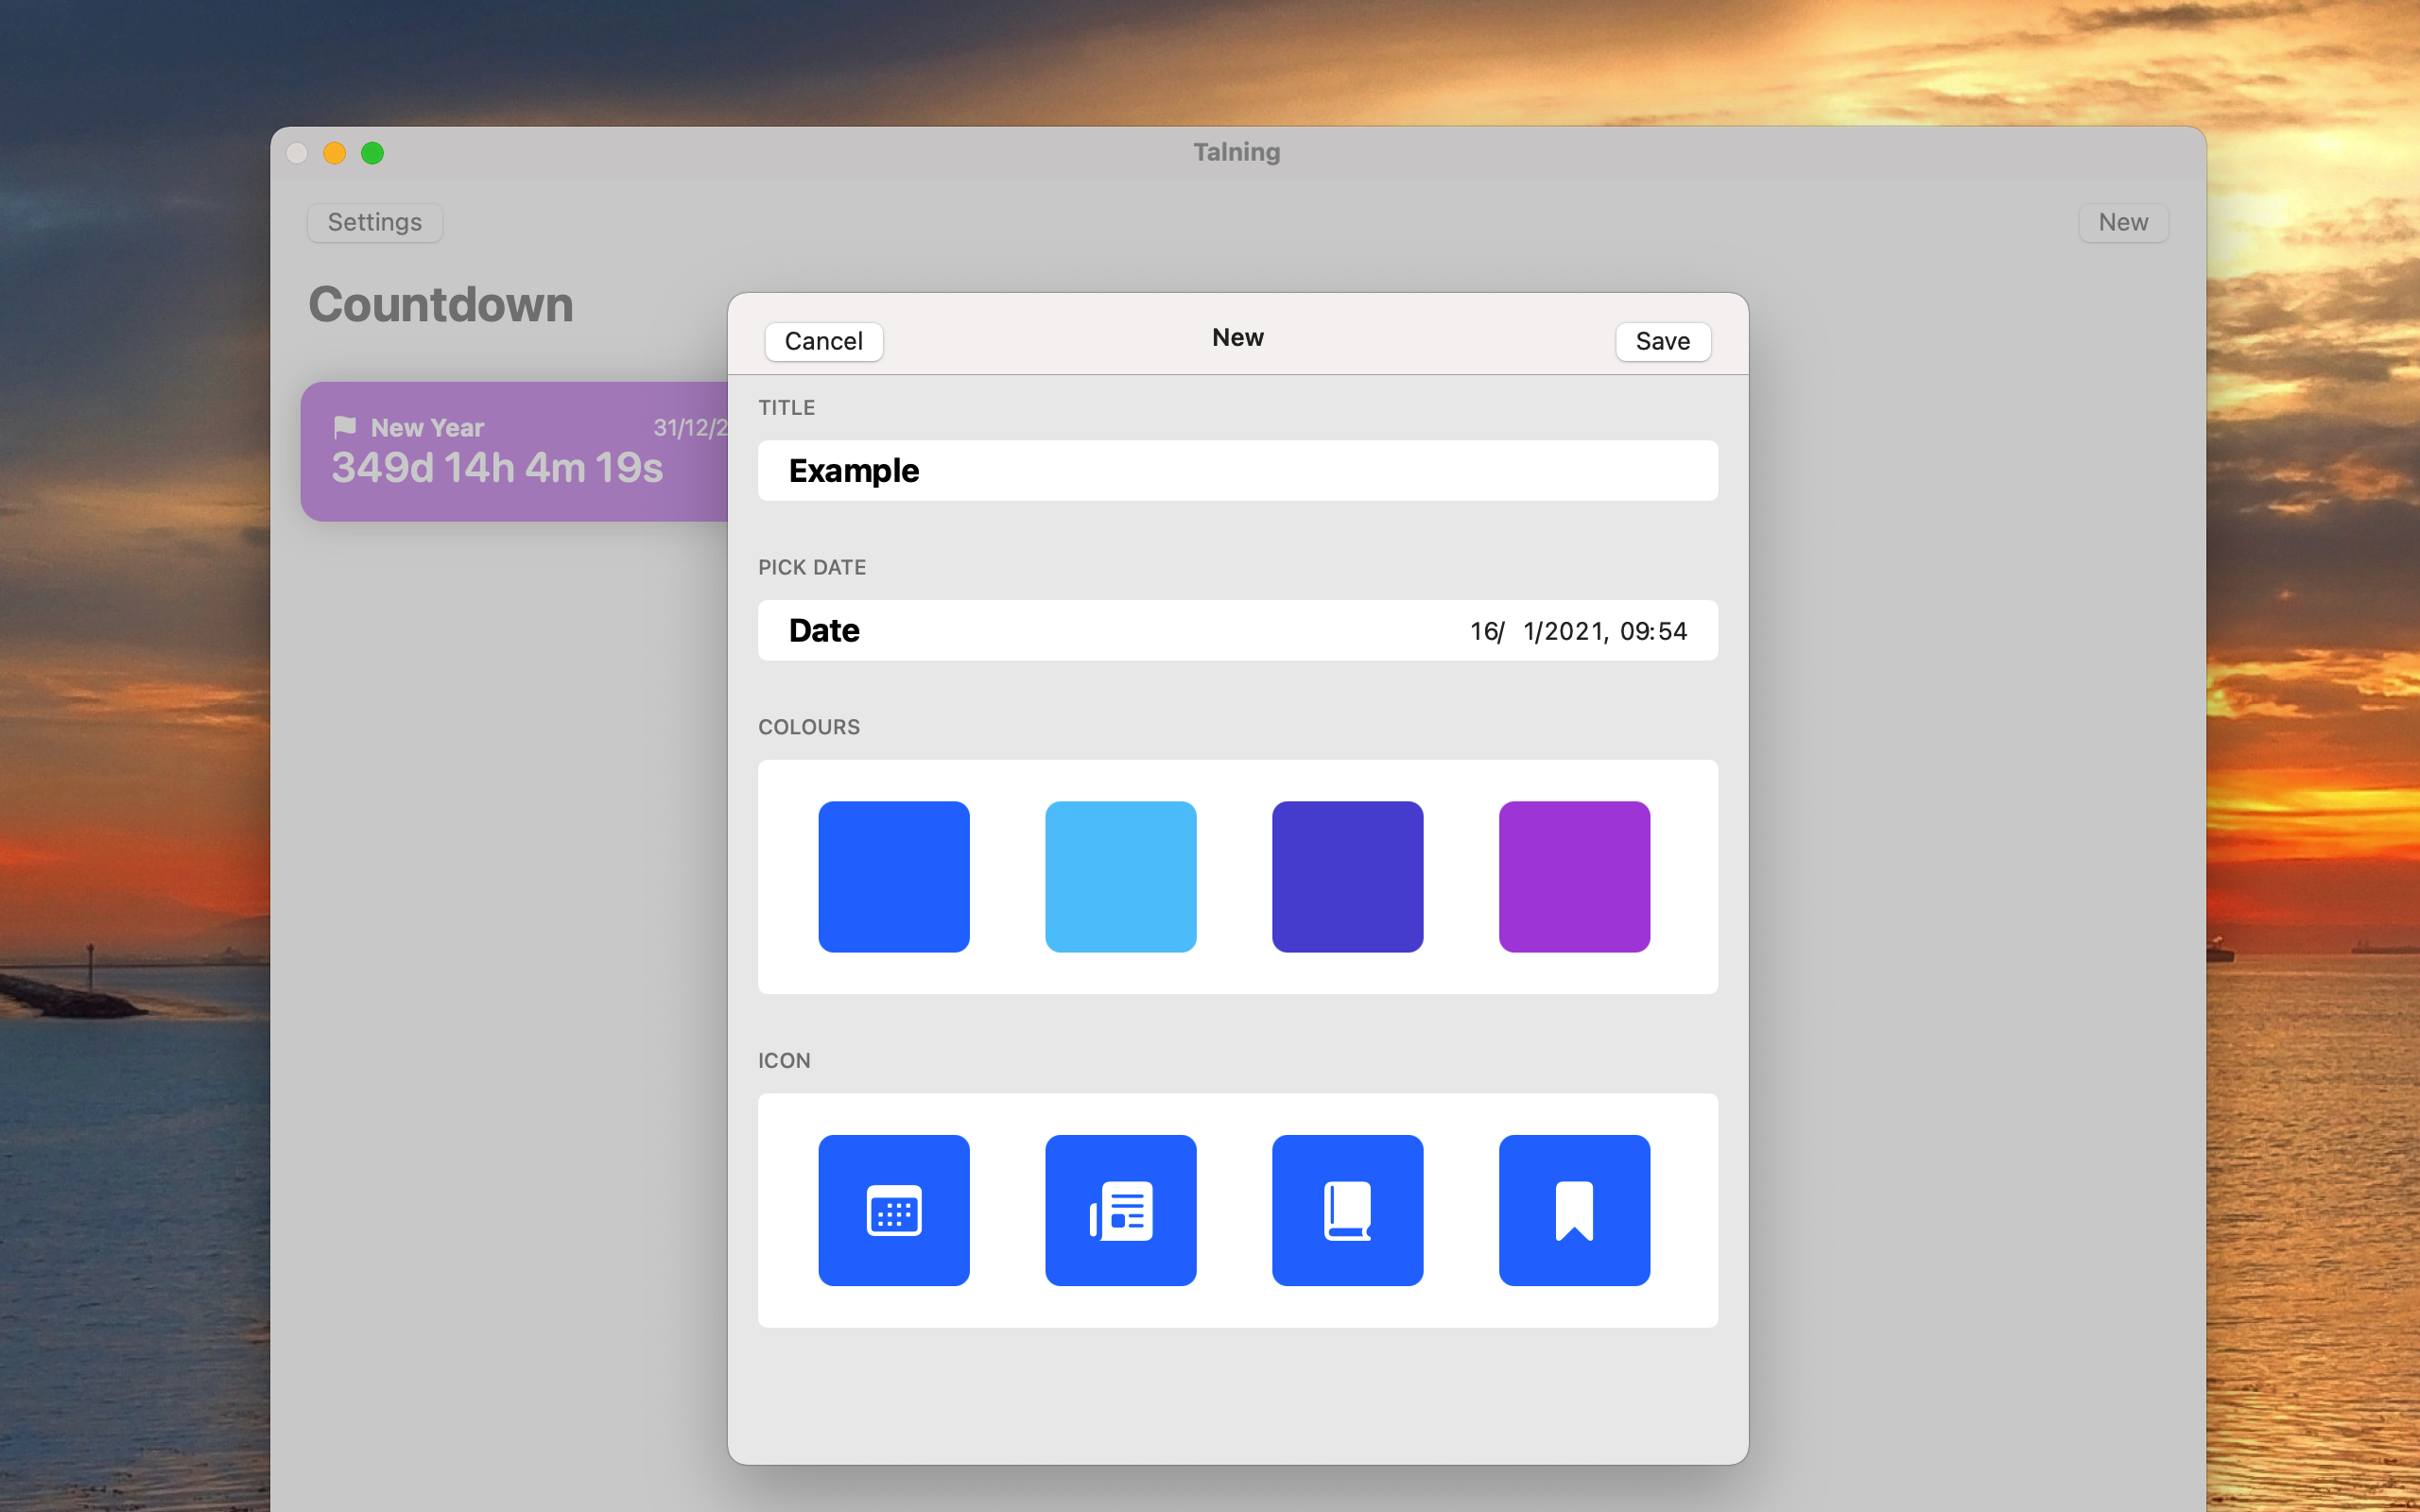 Talning
Settings
New
Countdown
New Year
31/12/2
349d 14h 4m 19s
Cancel
New
Save
TITLE
Example
PICK DATE
Date
16/ 1/2021, 09:54
COLOURS
ICON